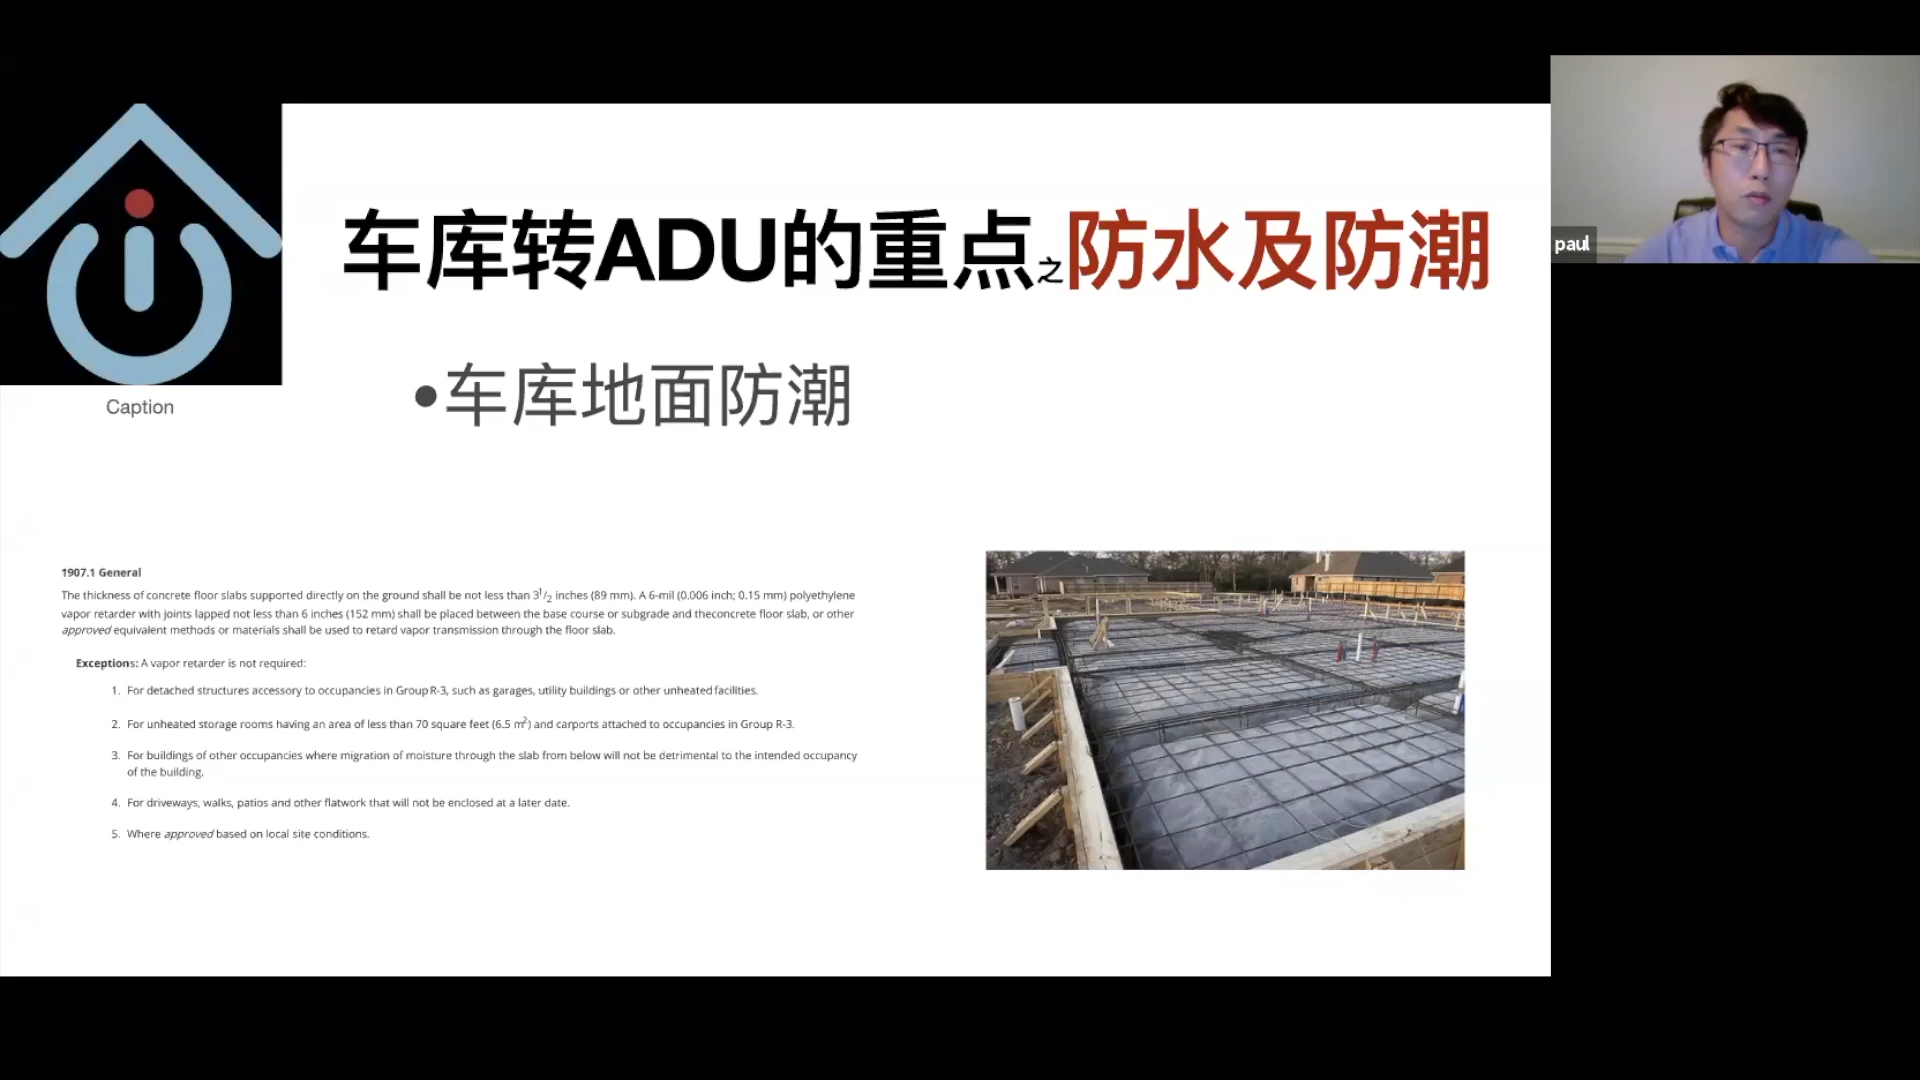 车库转ADU的重点之防水及防潮
paul
•车库地面防潮
Caption
1907.1 General
The thickness of concrete floor slabs supported directly on the ground shall be not less than 3 1/2 inches (89 mm). A 6-mil (0.006 inch; 0.15 mm) polyethylene
vapor retarder with joints lapped not less than 6 inches (152 mm) shall be placed between the base course or subgrade and theconcrete floor slab, or other
approved equivalent methods or materials shall be used to retard vapor transmission through the floor slab.
Exceptions: A vapor retarder is not required:
1. For detached structures accessory to occupancies in Group R-3, such as garages, utility buildings or other unheated facilities.
2. For unheated storage rooms having an area of less than 70 square feet (6.5 m2) and carports attached to occupancies in Group R-3.
3. For buildings of other occupancies where migration of moisture through the slab from below will not be detrimental to the intended occupancy
of the building.
4. For driveways, walks, patios and other flatwork that will not be enclosed at a later date.
5. Where approved based on local site conditions.